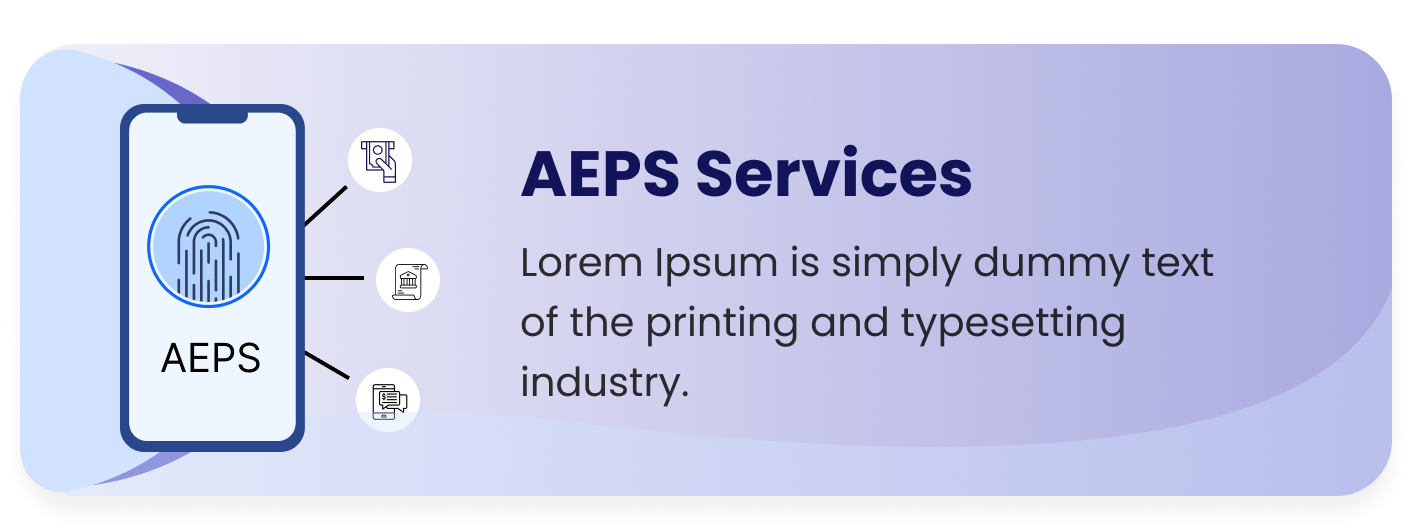 AEPS
AEPS Services
Lorem Ipsum is simply dummy text
of the printing and typesetting
industry.